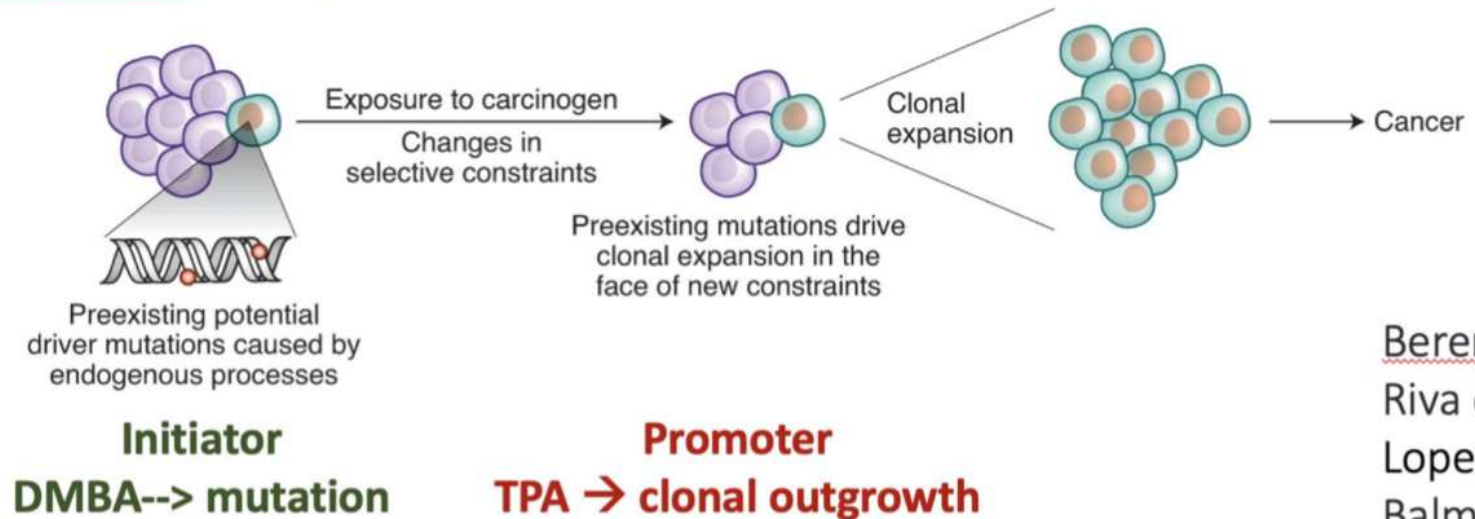 Exposure to carcinogen
Changes in
selective constraints
Clonal
expansion
Cancer
Preexisting mutations drive
clonal expansion in the
face of new constraints
Preexisting potential
driver mutations caused by
endogenous processes
Initiator
DMBA--> mutation
Promoter
TPA → clonal outgrowth
Riva